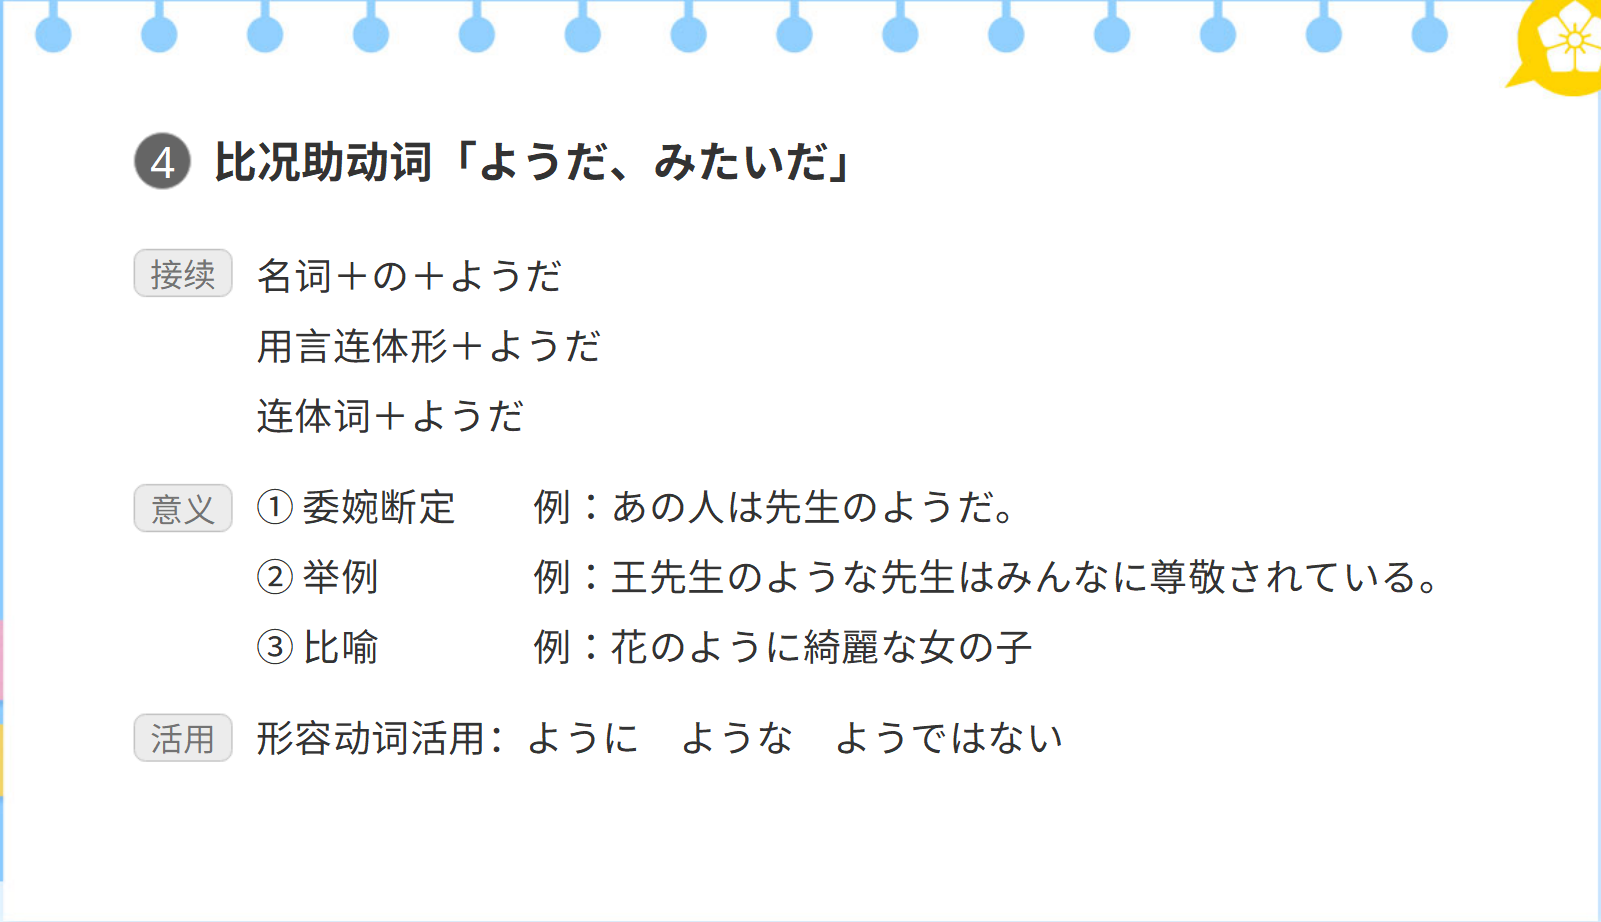 4 比况助动词「ようだ、みたいだ」
接续 名词＋の＋ようだ
用言连体形＋ようだ
连体词＋ようだ
意义 ① 委婉断定 例：あの人は先生のようだ。
② 举例 例：王先生のような先生はみんなに尊敬されている。
③ 比喻 例：花のように綺麗な女の子
活用 形容动词活用：ように ような ようではない